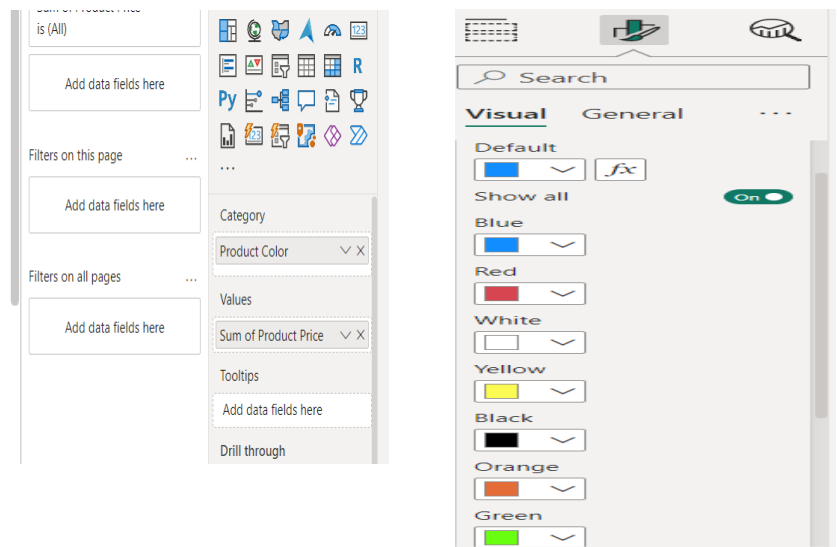 Sum of Product Price
is (All)
Add data fields here
Filters on this page
...
Add data fields here
Filters on all pages
...
Add data fields here
123
R
Py
123
...
Category
Product Color
Values
Sum of Product Price
Tooltips
Add data fields here
Drill through
Search
Visual
General
...
Default
fx
Show all
On
Blue
Red
White
Yellow
Black
Orange
Green